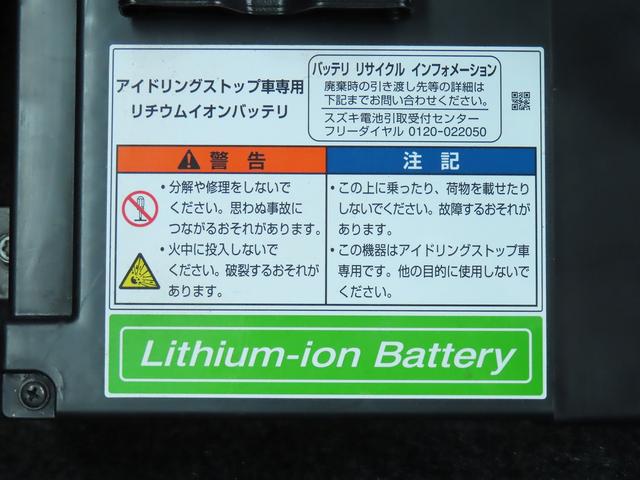 アイドリングストップ車専用
リチウムイオンバッテリ
バッテリ リサイクル インフォメーション
廃棄時の引き渡し先等の詳細は
下記までお問い合わせください。
スズキ電池引取受付センター
フリーダイヤル 0120-022050
警告
・分解や修理をしないで
ください。思わぬ事故に
つながるおそれがあります。
・火中に投入しないで
ください。破裂するおそれが
あります。
注記
・この上に乗ったり、荷物を載せたり
しないでください。故障するおそれが
あります。
・この機器はアイドリングストップ車
専用です。他の目的に使用しないで
ください。
Lithium-ion Battery